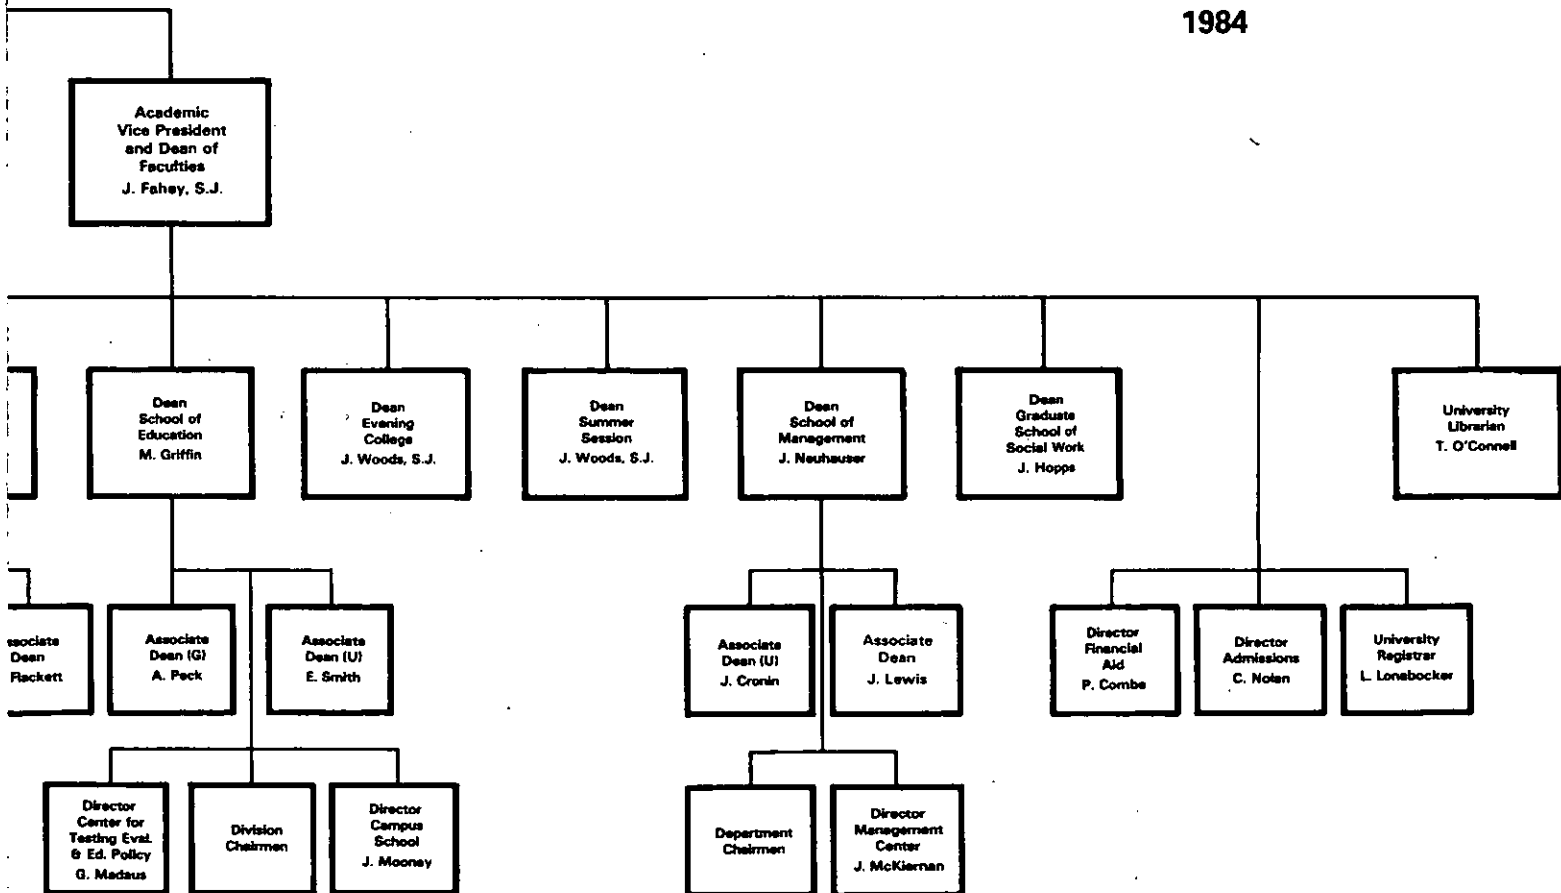 1984
Academic
Vice President
and Dean of
Faculties
J. Fahey, S.J.
Dean
School of
Education
M. Griffin
Dean
Evening
College
J. Woods, S.J.
Dean
Summer
Session
J. Woods, S.J.
Dean
School of
Management
J. Neuhauser
Dean
Graduate
School of
Social Work
J. Hopps
University
Librarian
T. O'Connell
ssociate
Dean
Flackett
Associate
Dean (G)
A. Peck
Associate
Dean (U)
E. Smith
Associate
Dean (U)
J. Cronin
Associate
Dean
J. Lewis
Director
Financial
Aid
P. Combe
Director
Admissions
C. Nolan
University
Registrar
L. Lonabocker
Director
Center for
Testing Eval.
& Ed. Policy
G. Madaus
Division
Chairmen
Director
Campus
School
J. Mooney
Department
Chairmen
Director
Management
Center
J. McKiernan